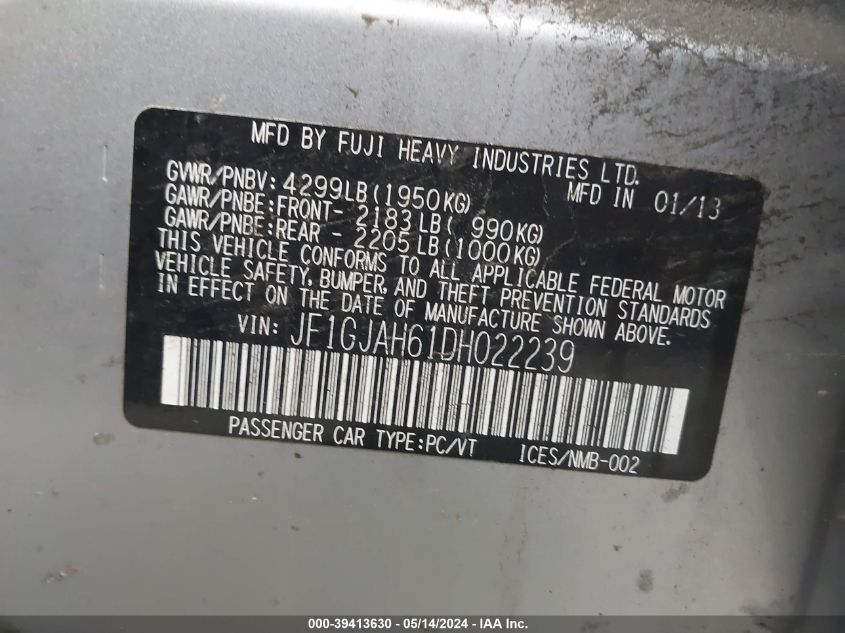 MFD BY FUJI HEAVY INDUSTRIES LTD.
GVWR/PNBV: 4299LB(1950KG) MFD IN 01/13
GAWR/PNBE:FRONT- 2183LB( 990KG)
GAWR/PNBE:REAR - 2205LB(1000KG)
THIS VEHICLE CONFORMS TO ALL APPLICABLE FEDERAL MOTOR
VEHICLE SAFETY, BUMPER, AND THEFT PREVENTION STANDARDS
IN EFFECT ON THE DATE OF MANUFACTURE SHOWN ABOVE.
VIN: JF1GJAH61DH022239
PASSENGER CAR TYPE:PC/VT ICES/NMB-002
000-39413630 - 05/14/2024 - IAA Inc.